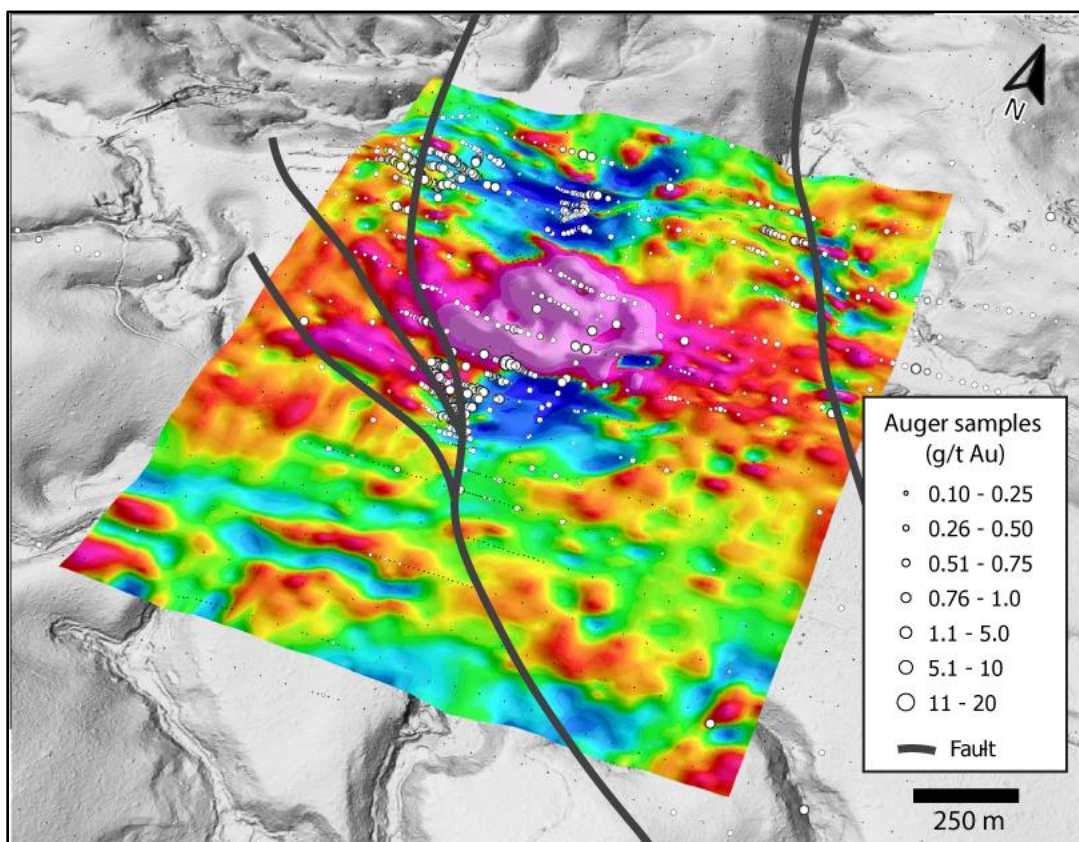 N
Auger samples
(g/t Au)
0.10 - 0.25
0.26 - 0.50
0.51 - 0.75
0.76 - 1.0
1.1 - 5.0
5.1 - 10
11 - 20
Fault
250 m